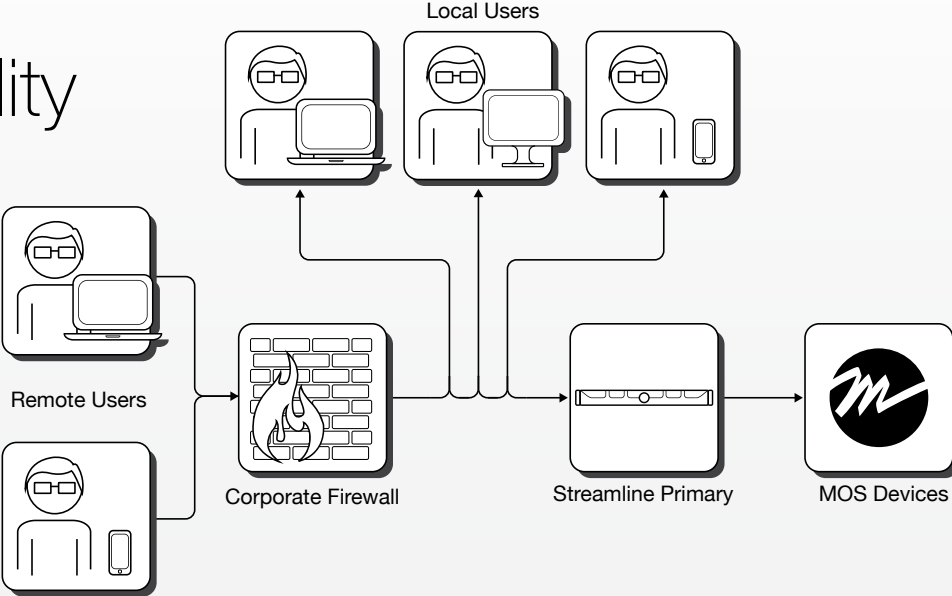 Local Users
lity
Remote Users
Corporate Firewall
Streamline Primary
MOS Devices